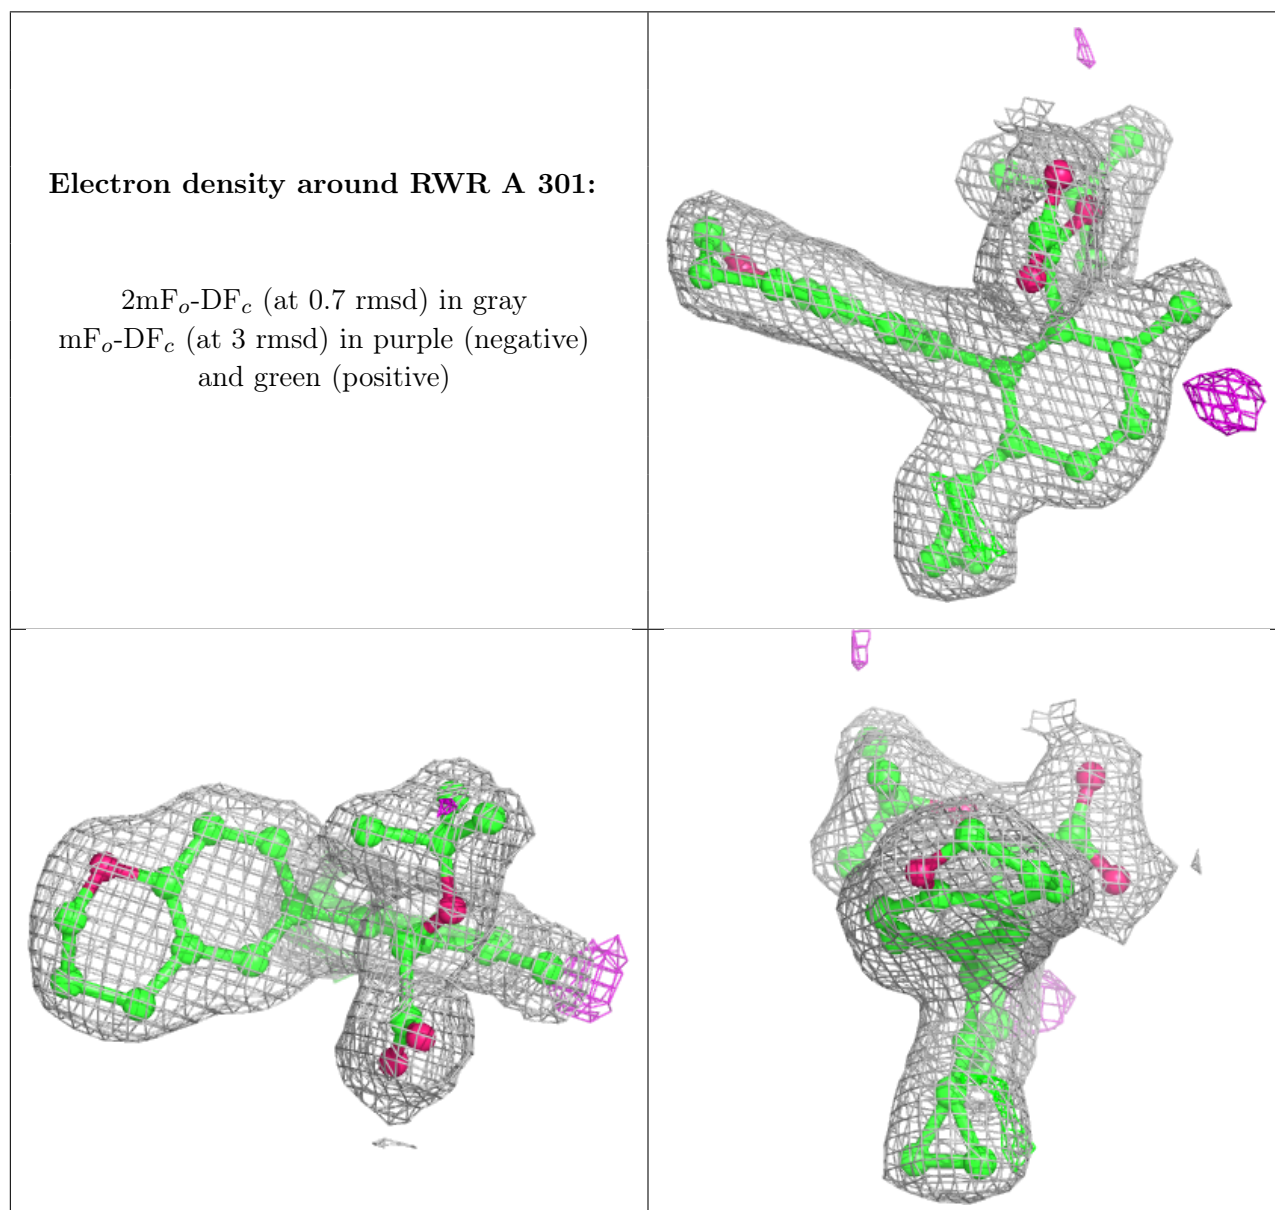 Electron density around RWR A 301:
2mFo-DFc (at 0.7 rmsd) in gray
mFo-DFc (at 3 rmsd) in purple (negative)
and green (positive)